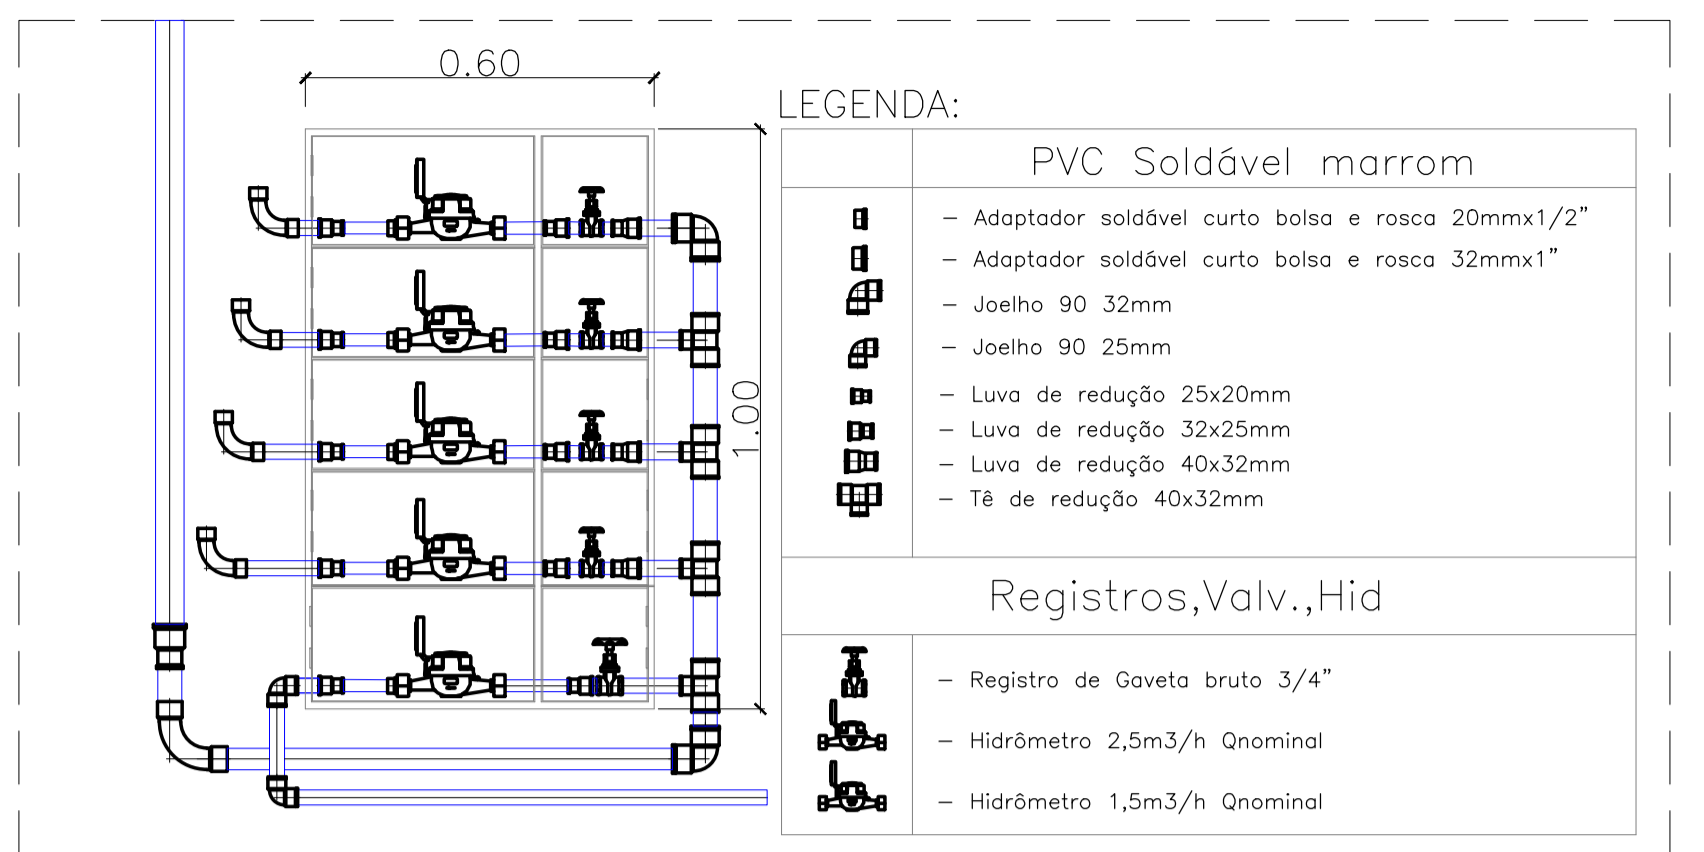 0.60
1.00
LEGENDA:
PVC Soldável marrom
- Adaptador soldável curto bolsa e rosca 20mmx1/2”
- Adaptador soldável curto bolsa e rosca 32mmx1”
- Joelho 90 32mm
- Joelho 90 25mm
- Luva de redução 25x20mm
- Luva de redução 32x25mm
- Luva de redução 40x32mm
- Tê de redução 40x32mm
Registros,Valv.,Hid
- Registro de Gaveta bruto 3/4”
- Hidrômetro 2,5m3/h Qnominal
- Hidrômetro 1,5m3/h Qnominal